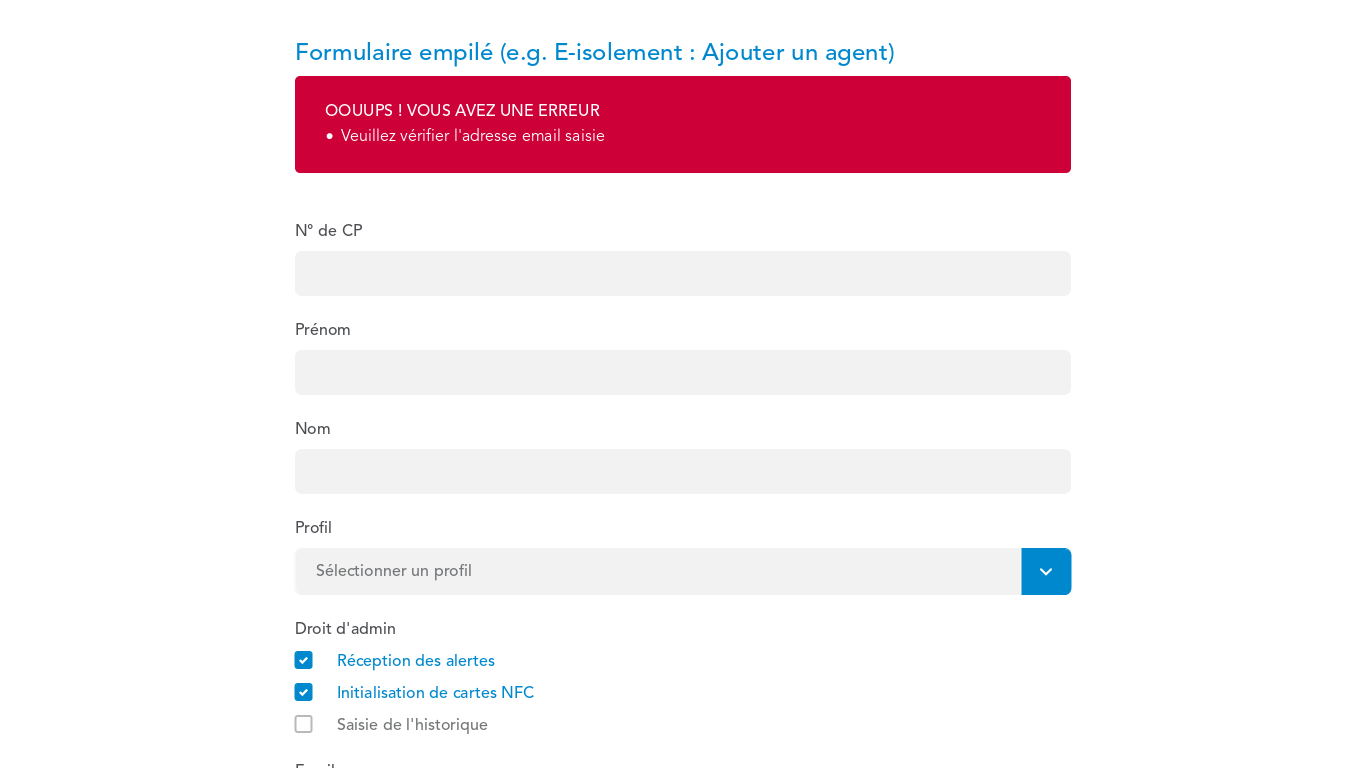 Formulaire empilé (e.g. E-isolement : Ajouter un agent)
OOUUPS ! VOUS AVEZ UNE ERREUR
• Veuillez vérifier l'adresse email saisie
N° de CP
Prénom
Nom
Profil
Sélectionner un profil
Droit d'admin
Réception des alertes
Initialisation de cartes NFC
Saisie de l'historique